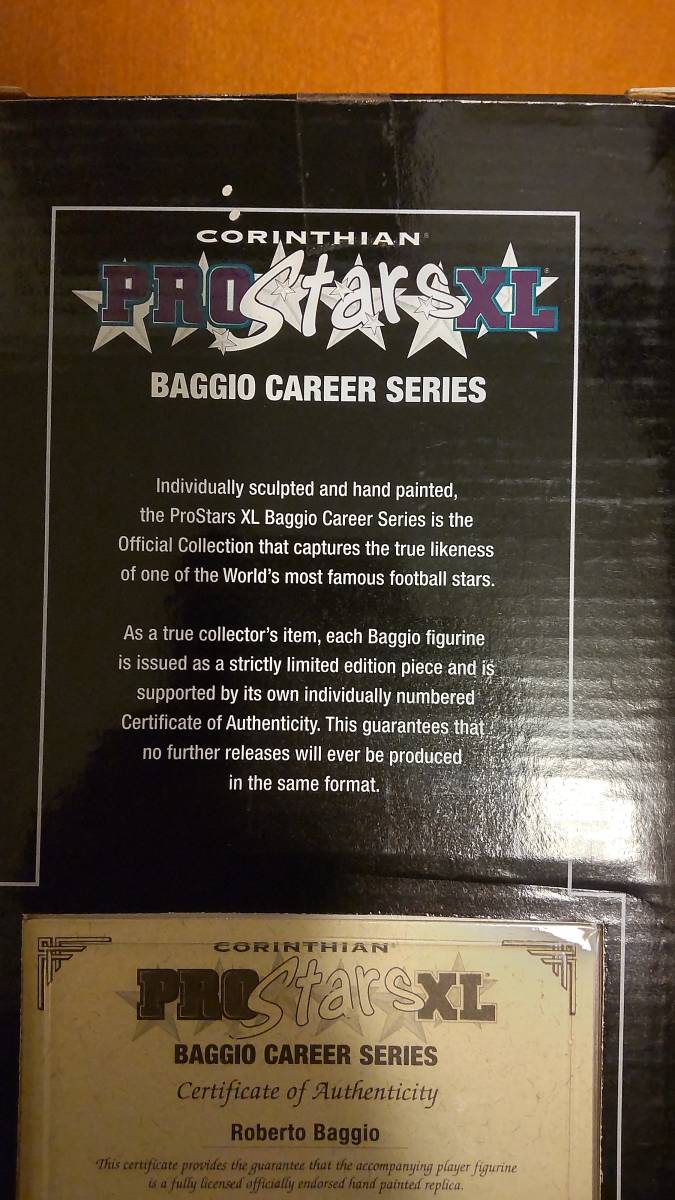 CORINTHIAN®
PROStarsXL®
BAGGIO CAREER SERIES
Individually sculpted and hand painted,
the ProStars XL Baggio Career Series is the
Official Collection that captures the true likeness
of one of the World's most famous football stars.
As a true collector's item, each Baggio figurine
is issued as a strictly limited edition piece and is
supported by its own individually numbered
Certificate of Authenticity. This guarantees that
no further releases will ever be produced
in the same format.
CORINTHIAN®
PROStarsXL
BAGGIO CAREER SERIES
Certificate of Authenticity
Roberto Baggio
This certificate provides the guarantee that the accompanying player figurine
is a fully licensed officially endorsed hand painted replica.